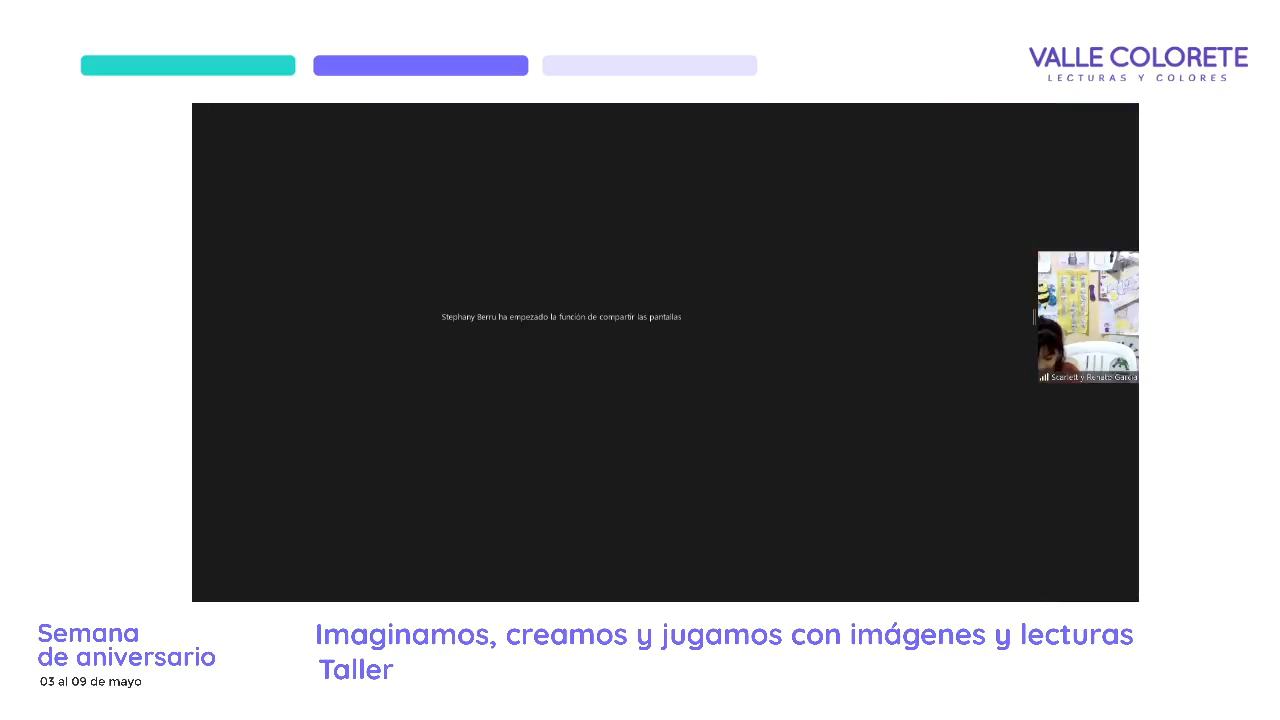 VALLE COLORETE
LECTURAS Y COLORES
Stephany Berru ha empezado la función de compartir las pantallas
Scarlett y Renato García
Semana
de aniversario
03 al 09 de mayo
Imaginamos, creamos y jugamos con imágenes y lecturas
Taller